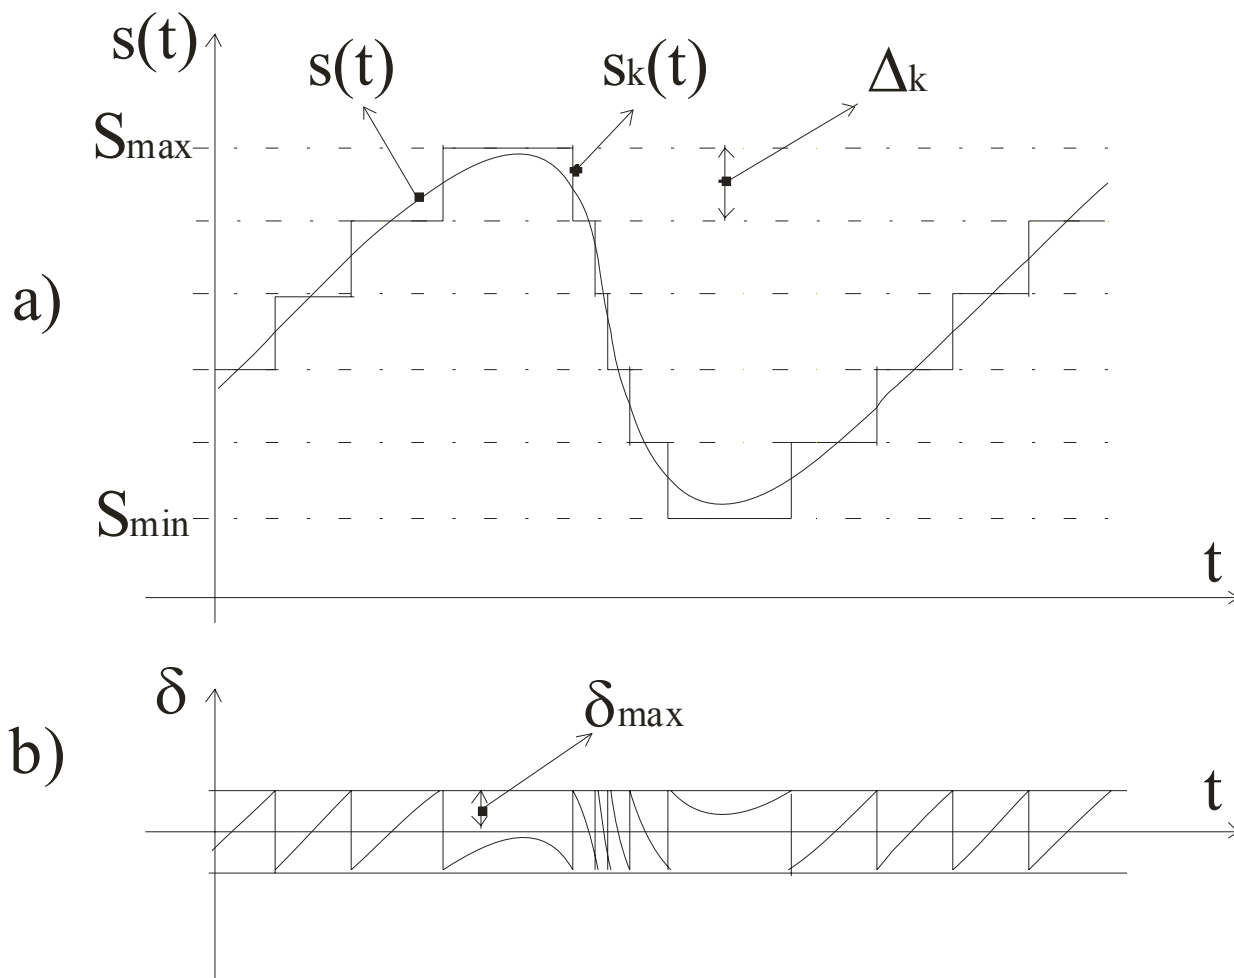 s(t)
s(t)
sk(t)
Δk
Smax
a)
Smin
t
δ
δmax
b)
t